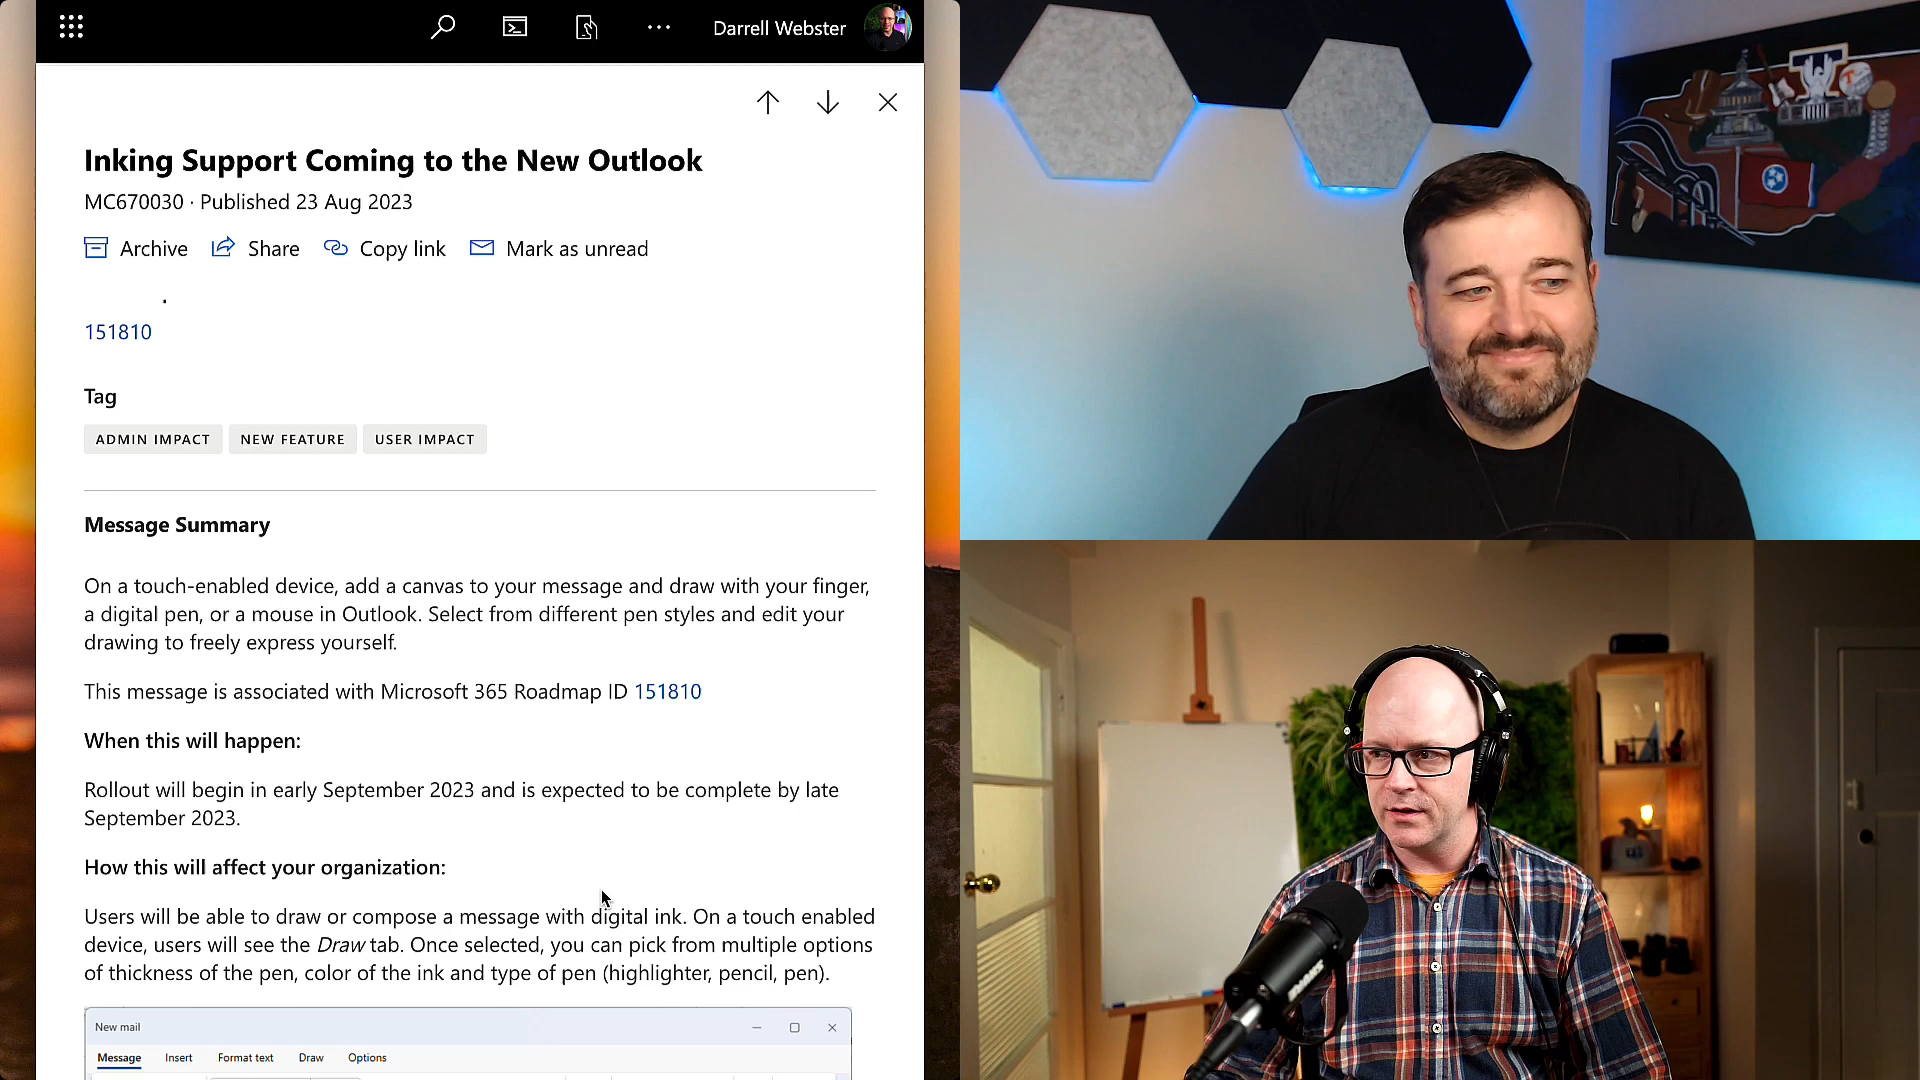 Darrell Webster
Inking Support Coming to the New Outlook
MC670030 · Published 23 Aug 2023
Archive Share Copy link Mark as unread
151810
Tag
ADMIN IMPACT NEW FEATURE USER IMPACT
Message Summary
On a touch-enabled device, add a canvas to your message and draw with your finger,
a digital pen, or a mouse in Outlook. Select from different pen styles and edit your
drawing to freely express yourself.
This message is associated with Microsoft 365 Roadmap ID 151810
When this will happen:
Rollout will begin in early September 2023 and is expected to be complete by late
September 2023.
How this will affect your organization:
Users will be able to draw or compose a message with digital ink. On a touch enabled
device, users will see the Draw tab. Once selected, you can pick from multiple options
of thickness of the pen, color of the ink and type of pen (highlighter, pencil, pen).
New mail
Message Insert Format text Draw Options